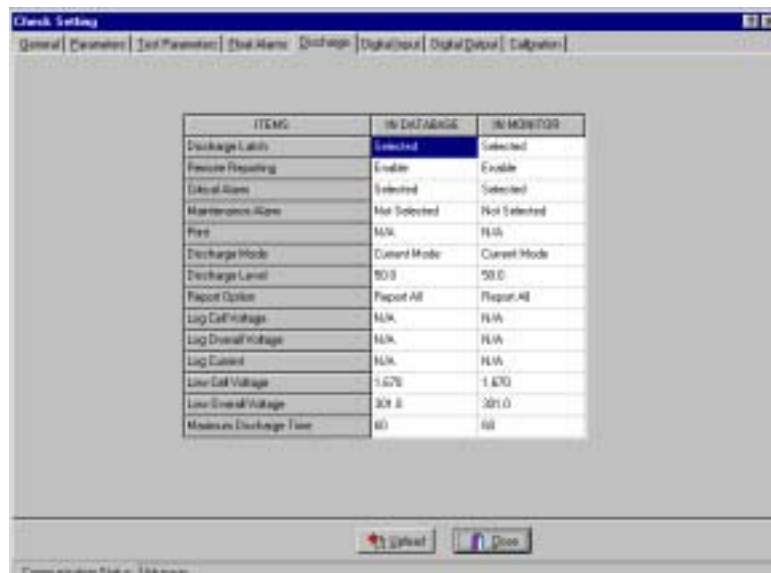 Check Setting
General Parameters Test Parameters Float Alarms Discharge Digital Input Digital Output Calibration
ITEMS IN DATABASE IN MONITOR
Discharge Latch Selected Selected
Remote Reporting Enable Enable
Critical Alarm Selected Selected
Maintenance Alarm Not Selected Not Selected
Print N/A N/A
Discharge Mode Current Mode Current Mode
Discharge Level 50.0 50.0
Report Option Report All Report All
Log Cell Voltage N/A N/A
Log Overall Voltage N/A N/A
Log Current N/A N/A
Low Cell Voltage 1.670 1.670
Low Overall Voltage 301.0 301.0
Maximum Discharge Time 60 60
Upload Close
Communication Status